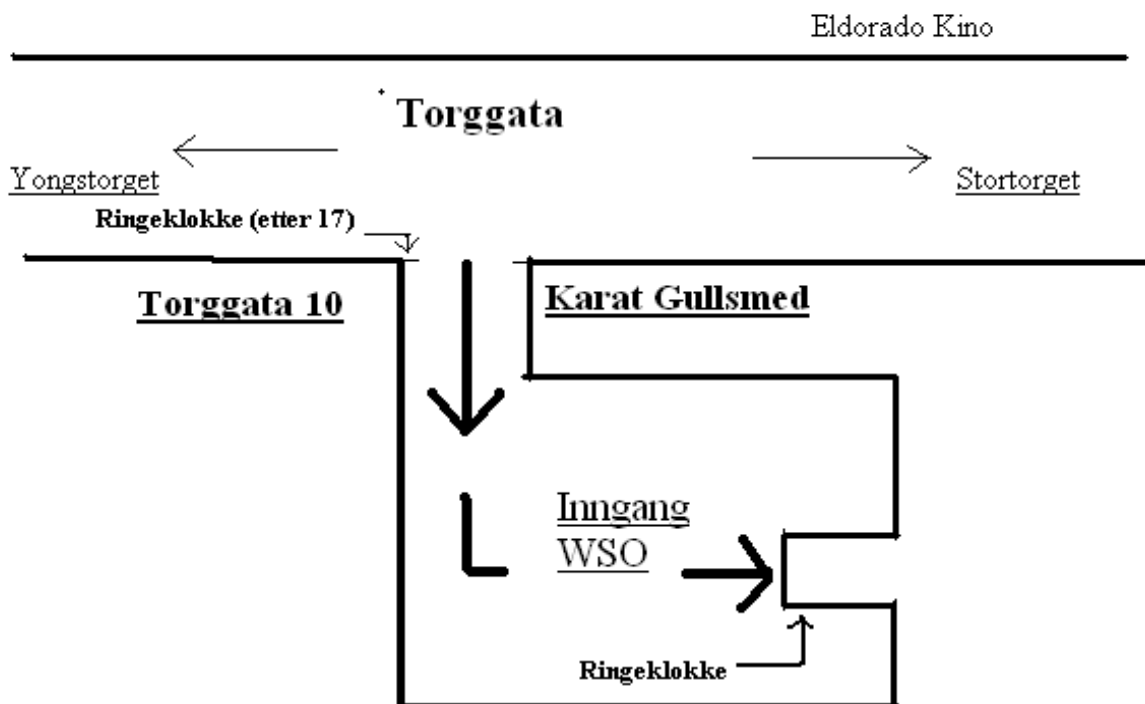 Eldorado Kino
Torggata
Yongstorget
Stortorget
Ringeklokke (etter 17)
Torggata 10
Karat Gullsmed
Inngang
WSO
Ringeklokke